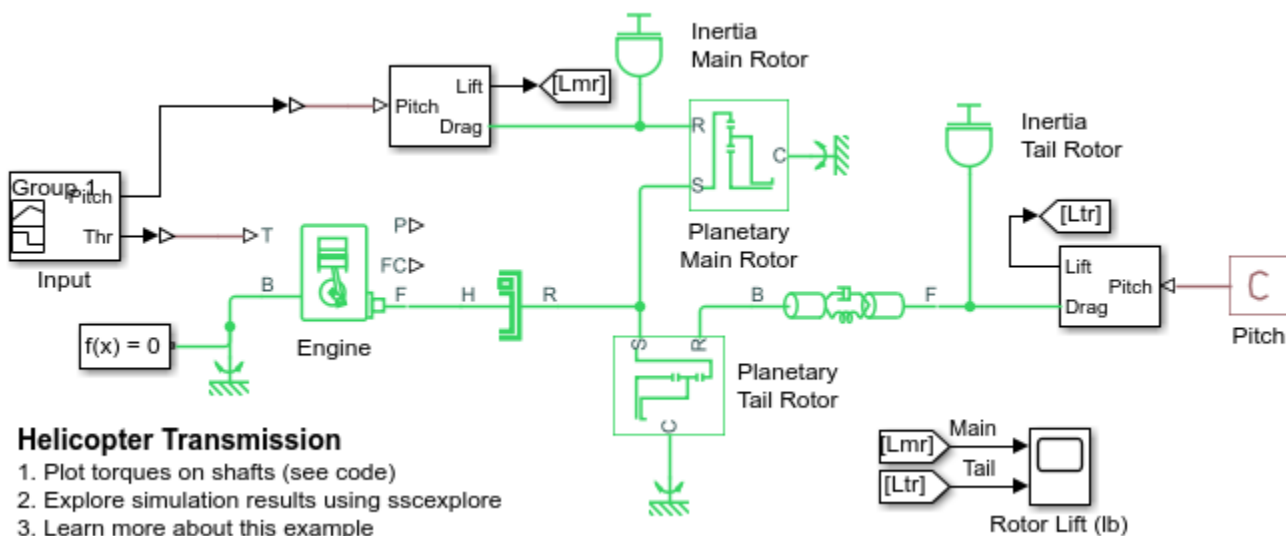 Inertia
Main Rotor
Lift
[Lmr]
Pitch
Drag
R
C
S
Inertia
Tail Rotor
Group 1
Pitch
Thr
Input
T
P
FC
B
F
H
R
Engine
f(x) = 0
Planetary
Main Rotor
B
F
[Ltr]
Lift
Pitch
Drag
C
Pitch
S
R
C
Planetary
Tail Rotor
Helicopter Transmission
1. Plot torques on shafts (see code)
2. Explore simulation results using sscexplore
3. Learn more about this example
[Lmr]
Main
[Ltr]
Tail
Rotor Lift (lb)